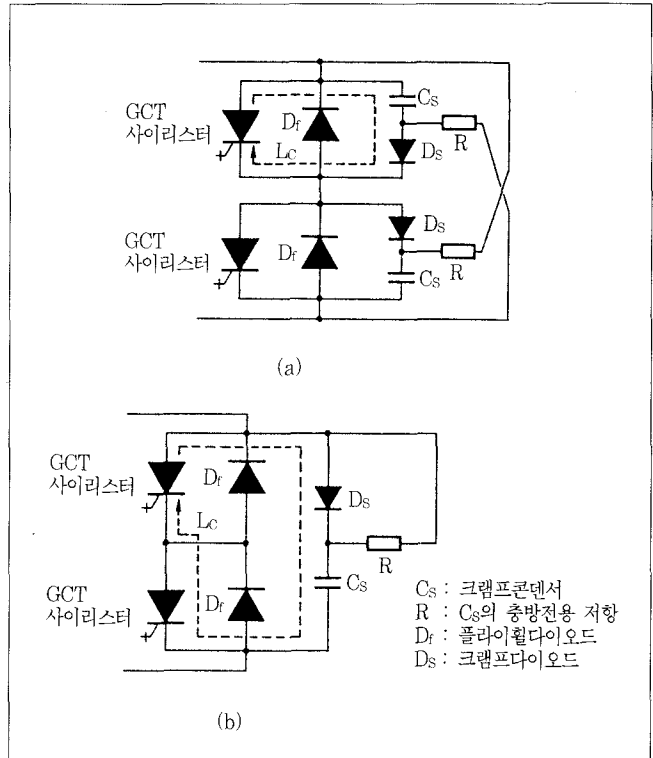 GCT
사이리스터
Df
Lc
Cs
Ds
R
GCT
사이리스터
Df
Ds
R
Cs
(a)
GCT
사이리스터
Df
Lc
Ds
R
GCT
사이리스터
Df
Cs
Cs : 크램프콘덴서
R : Cs의 충방전용 저항
Df : 플라이휠다이오드
Ds : 크램프다이오드
(b)